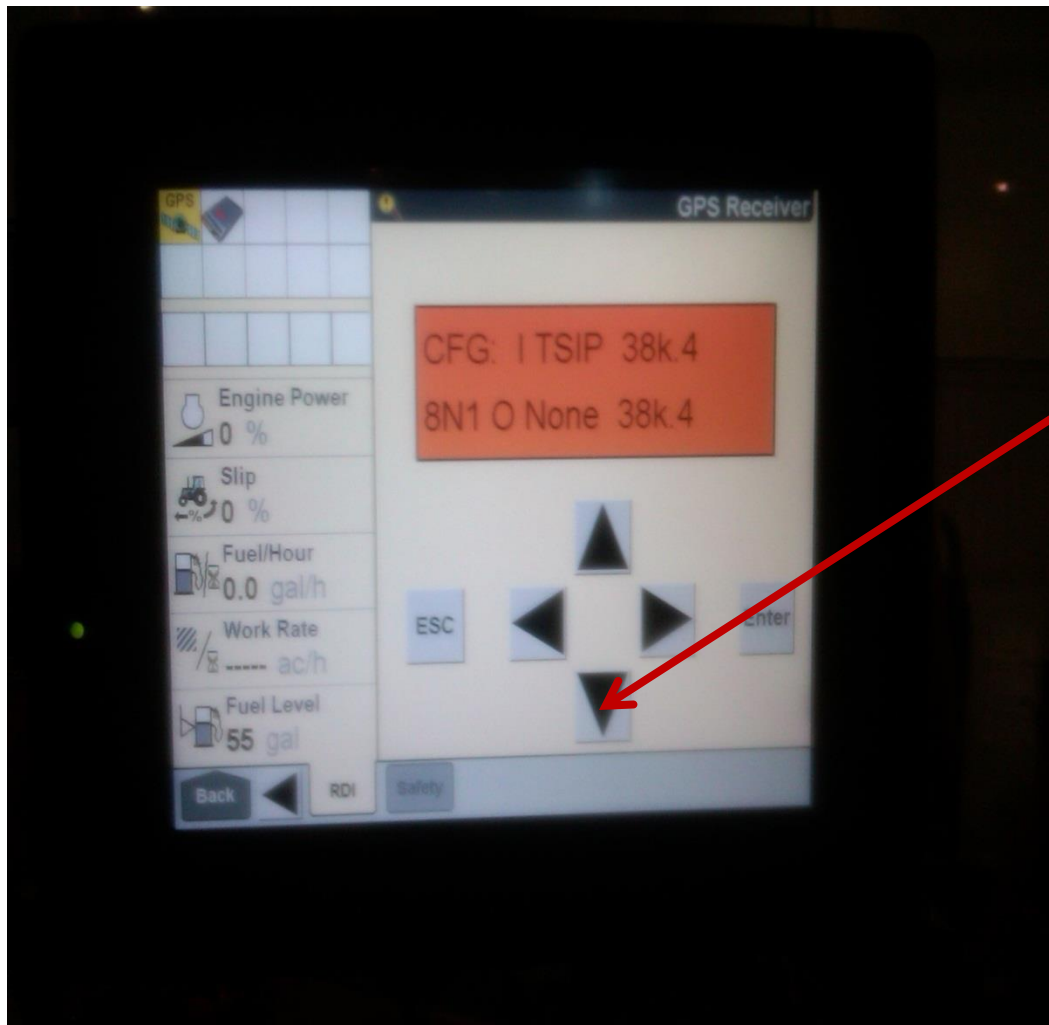 GPS
GPS Receiver
CFG: I TSIP 38k.4
8N1 O None 38k.4
Engine Power
0 %
Slip
0 %
Fuel/Hour
0.0 gal/h
Work Rate
----- ac/h
Fuel Level
55 gal
ESC
Enter
Back
RDI
Safety